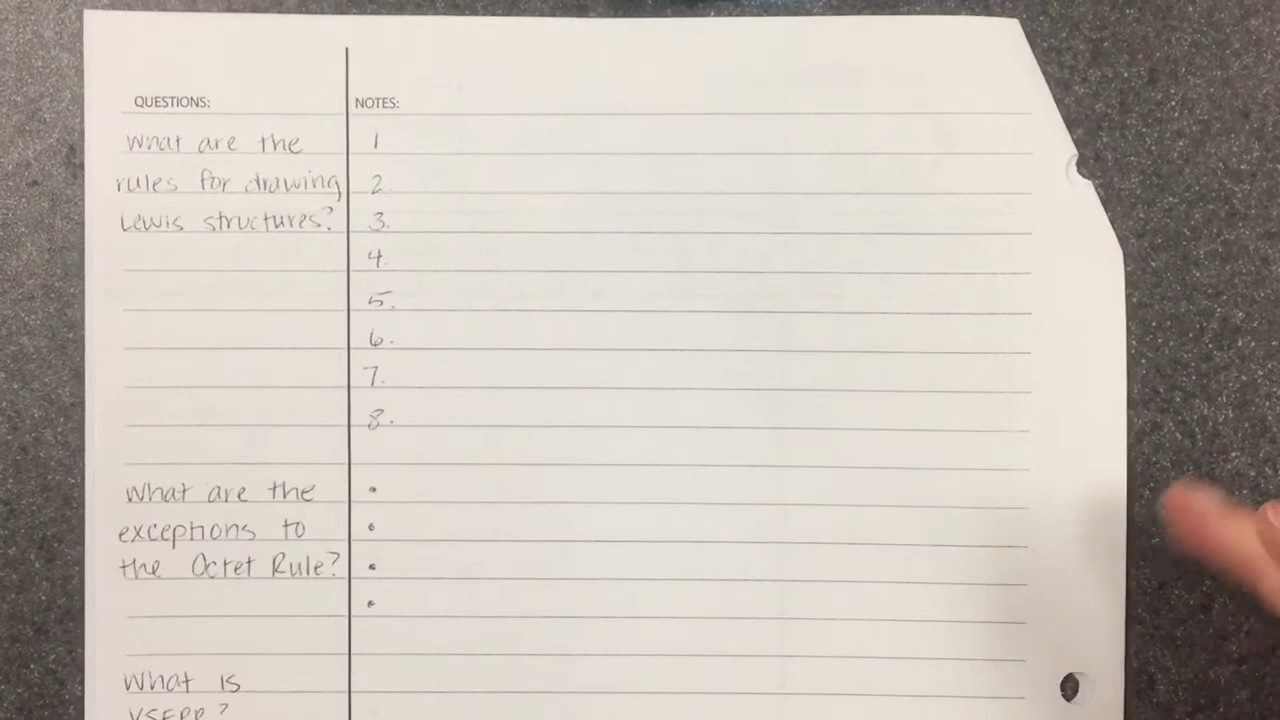 QUESTIONS:
NOTES:
What are the
rules for drawing
Lewis structures?
1
2
3.
4.
5.
6.
7.
8.
What are the
exceptions to
the Octet Rule?
•
•
•
•
What is
VSEPR?